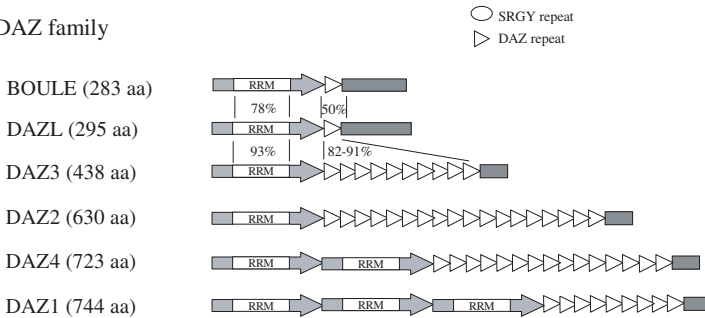 DAZ family
SRGY repeat
DAZ repeat
BOULE (283 aa)
RRM
78%
50%
DAZL (295 aa)
RRM
93%
82-91%
DAZ3 (438 aa)
RRM
DAZ2 (630 aa)
RRM
DAZ4 (723 aa)
RRM RRM
DAZ1 (744 aa)
RRM RRM RRM